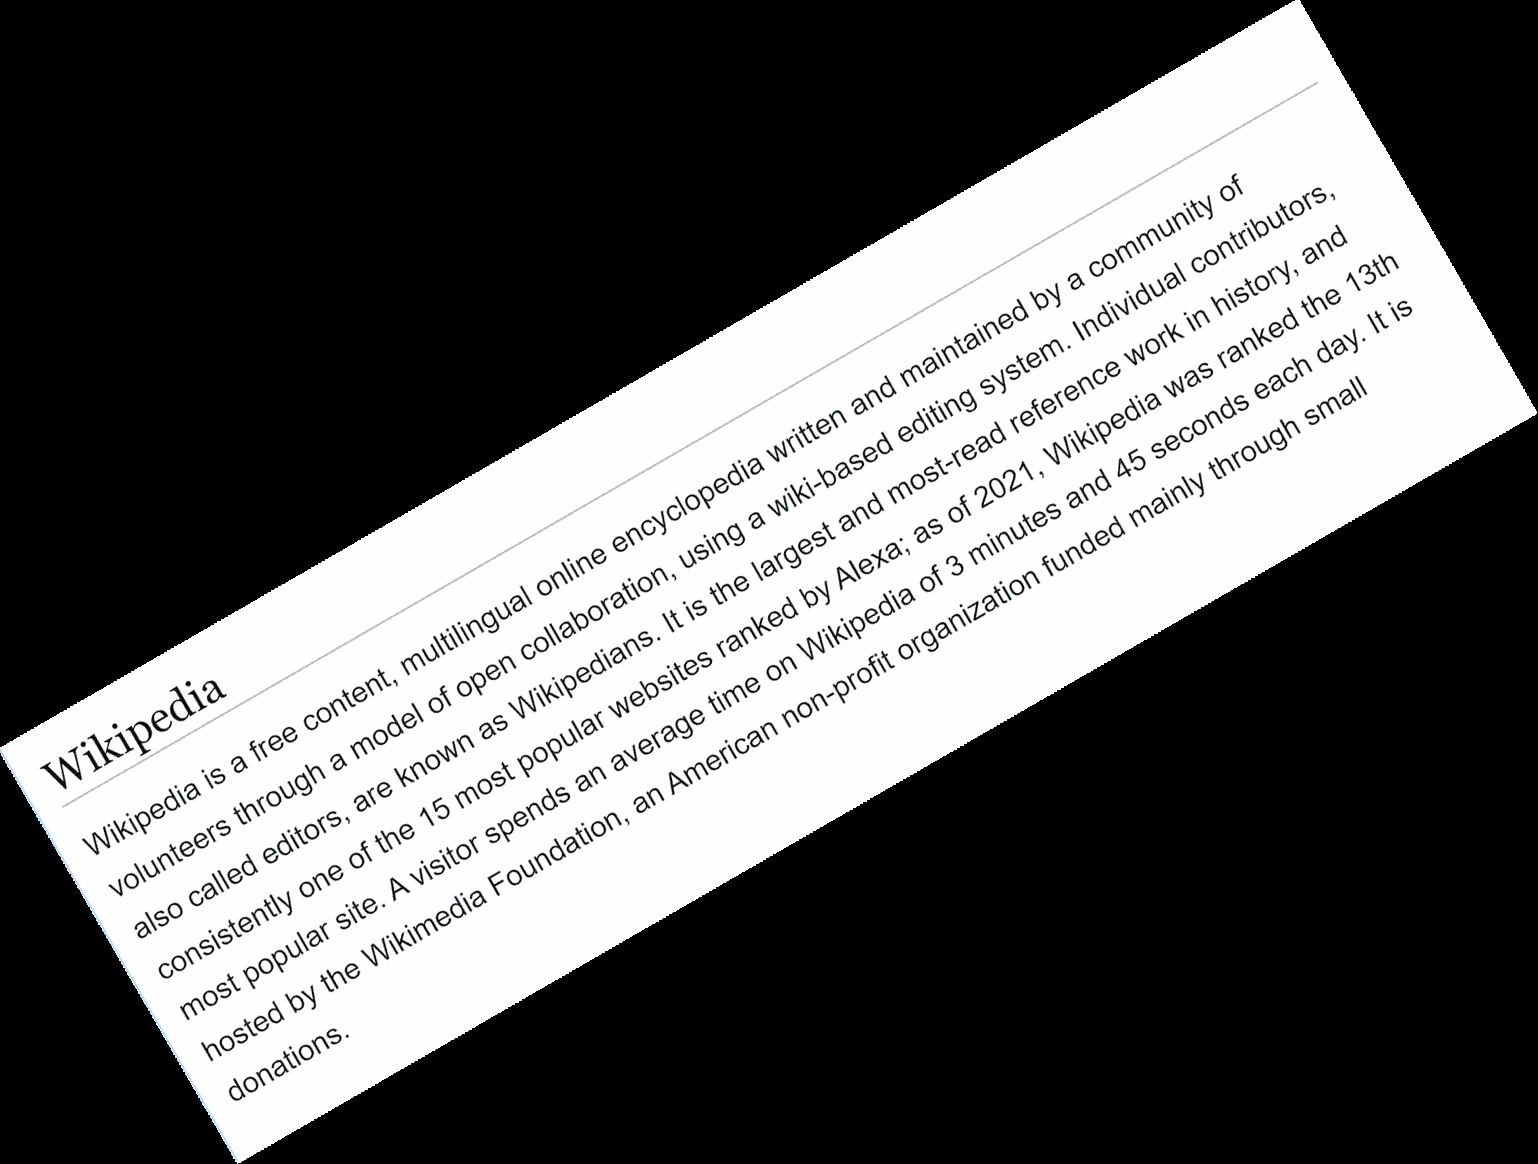 Wikipedia
Wikipedia is a free content, multilingual online encyclopedia written and maintained by a community of
volunteers through a model of open collaboration, using a wiki-based editing system. Individual contributors,
also called editors, are known as Wikipedians. It is the largest and most-read reference work in history, and
consistently one of the 15 most popular websites ranked by Alexa; as of 2021, Wikipedia was ranked the 13th
most popular site. A visitor spends an average time on Wikipedia of 3 minutes and 45 seconds each day. It is
hosted by the Wikimedia Foundation, an American non-profit organization funded mainly through small
donations.